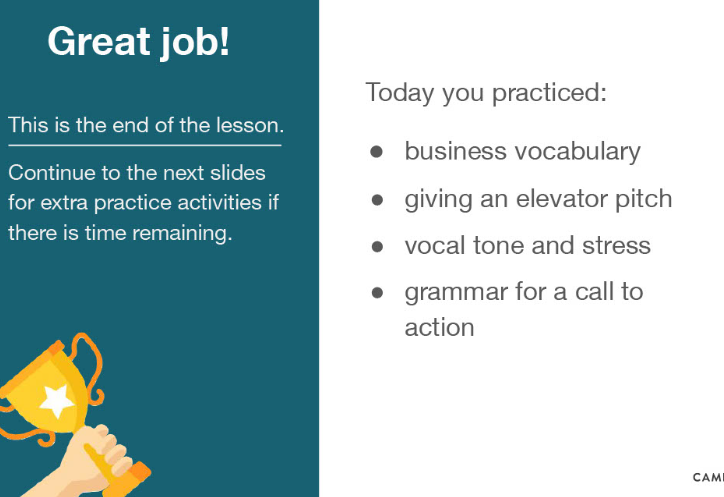 Great job!
This is the end of the lesson.
Continue to the next slides
for extra practice activities if
there is time remaining.
Today you practiced:
● business vocabulary
● giving an elevator pitch
● vocal tone and stress
● grammar for a call to
action